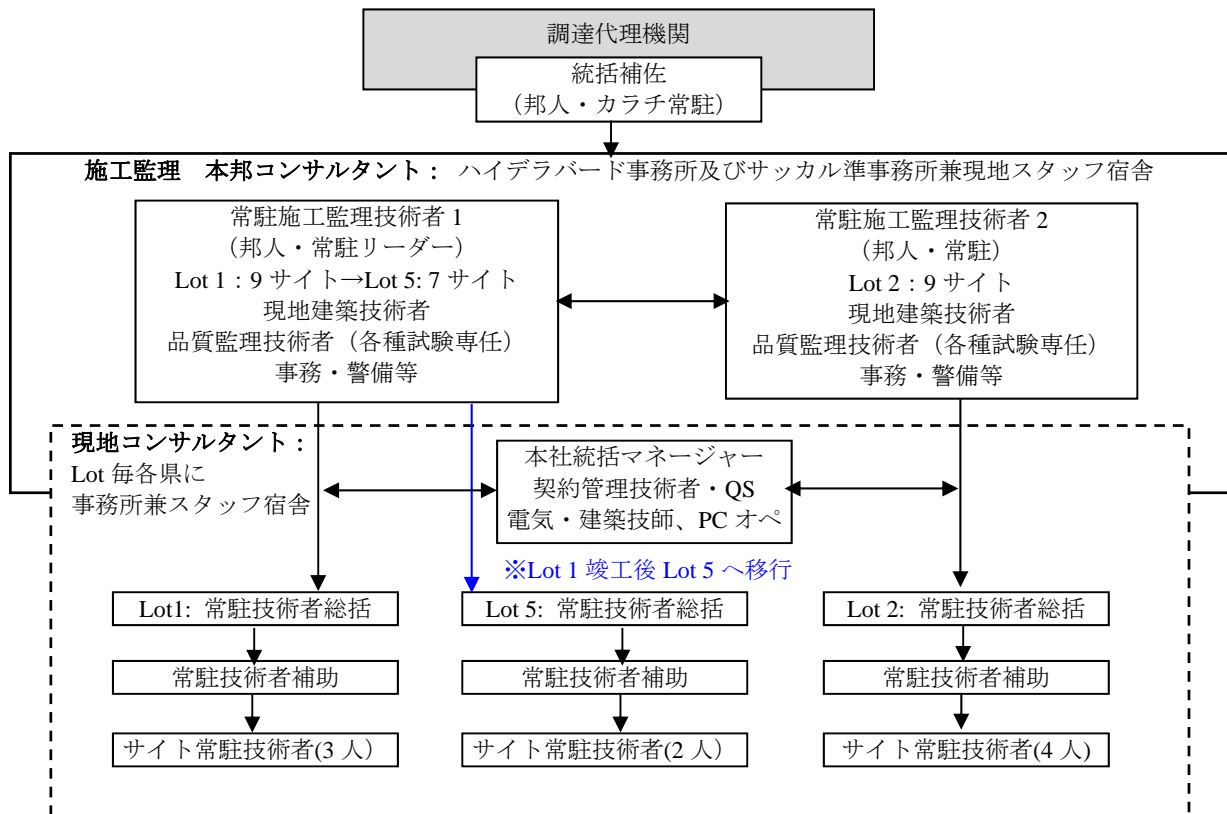 調達代理機関
統括補佐
（邦人・カラチ常駐）
施工監理　本邦コンサルタント： ハイデラバード事務所及びサッカル準事務所兼現地スタッフ宿舎
常駐施工監理技術者 1
（邦人・常駐リーダー）
Lot 1：9 サイト→Lot 5: 7 サイト
現地建築技術者
品質監理技術者（各種試験専任）
事務・警備等
常駐施工監理技術者 2
（邦人・常駐）
Lot 2：9 サイト
現地建築技術者
品質監理技術者（各種試験専任）
事務・警備等
現地コンサルタント：
Lot 毎各県に
事務所兼スタッフ宿舎
本社統括マネージャー
契約管理技術者・QS
電気・建築技師、PC オペ
※Lot 1 竣工後 Lot 5 へ移行
Lot1: 常駐技術者総括
常駐技術者補助
サイト常駐技術者(3 人）
Lot 5: 常駐技術者総括
常駐技術者補助
サイト常駐技術者(2 人）
Lot 2: 常駐技術者総括
常駐技術者補助
サイト常駐技術者(4 人)